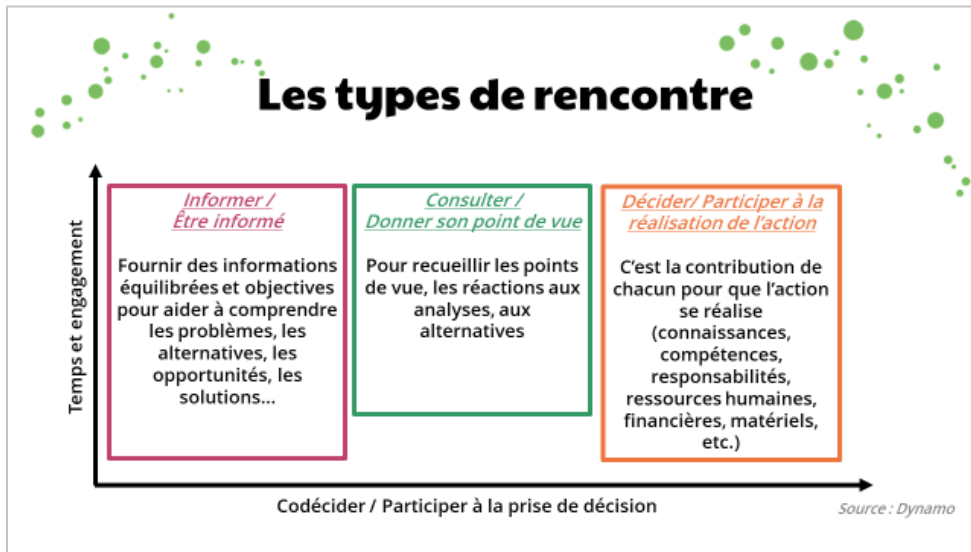 Les types de rencontre
Temps et engagement
Informer /
Être informé
Fournir des informations
équilibrées et objectives
pour aider à comprendre
les problèmes, les
alternatives, les
opportunités, les
solutions...
Consulter /
Donner son point de vue
Pour recueillir les points
de vue, les réactions aux
analyses, aux
alternatives
Décider/ Participer à la
réalisation de l'action
C'est la contribution de
chacun pour que l'action
se réalise
(connaissances,
compétences,
responsabilités,
ressources humaines,
financières, matériels,
etc.)
Codécider / Participer à la prise de décision
Source : Dynamo